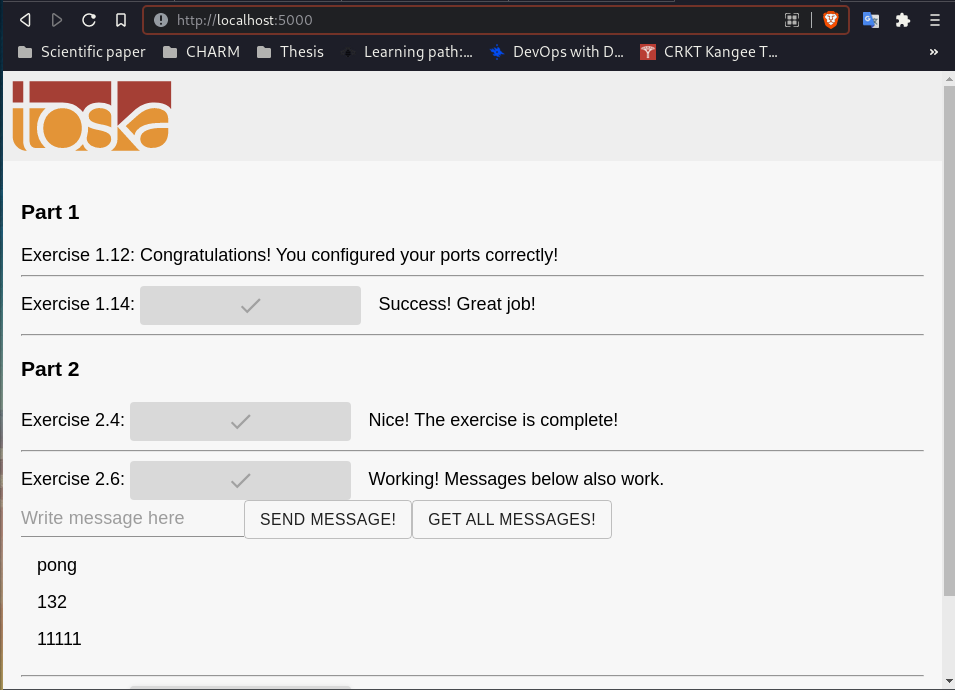 http://localhost:5000
Scientific paper CHARM Thesis Learning path:... DevOps with D... CRKT Kangee T... »
toska
Part 1
Exercise 1.12: Congratulations! You configured your ports correctly!
Exercise 1.14: Success! Great job!
Part 2
Exercise 2.4: Nice! The exercise is complete!
Exercise 2.6: Working! Messages below also work.
Write message here SEND MESSAGE! GET ALL MESSAGES!
pong
132
11111